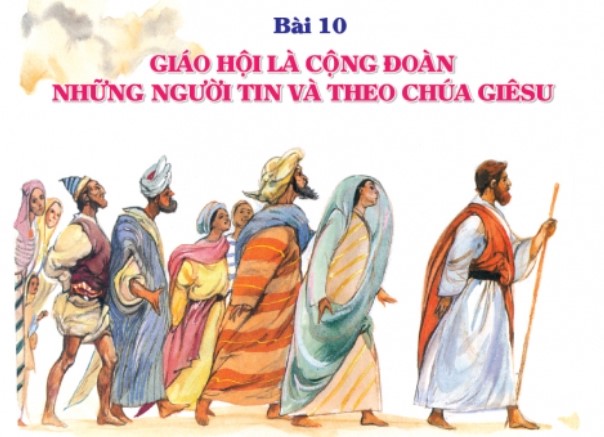 Bài 10
GIÁO HỘI LÀ CỘNG ĐOÀN
NHỮNG NGƯỜI TIN VÀ THEO CHÚA GIÊSU